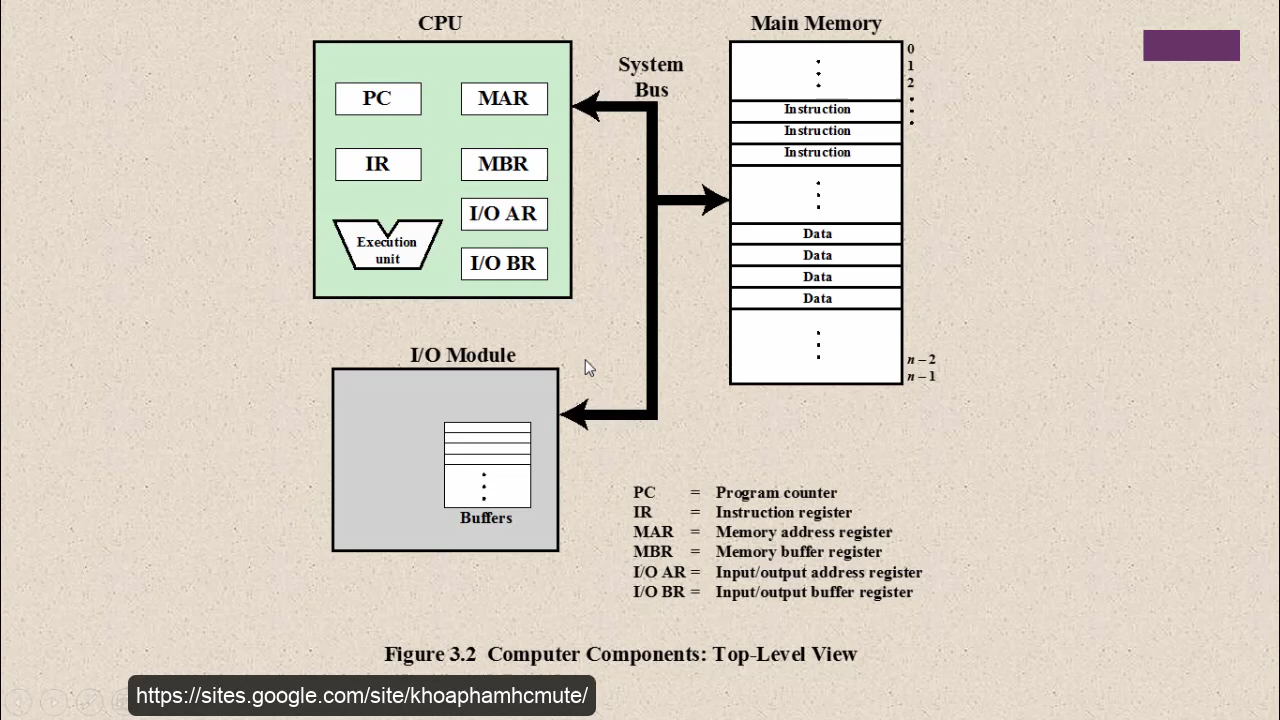 CPU
PC
MAR
IR
MBR
I/O AR
Execution
unit
I/O BR
System
Bus
Main Memory
0
1
2
Instruction
Instruction
Instruction
Data
Data
Data
Data
n – 2
n – 1
I/O Module
Buffers
PC = Program counter
IR = Instruction register
MAR = Memory address register
MBR = Memory buffer register
I/O AR = Input/output address register
I/O BR = Input/output buffer register
Figure 3.2 Computer Components: Top-Level View
https://sites.google.com/site/khoaphamhcmute/